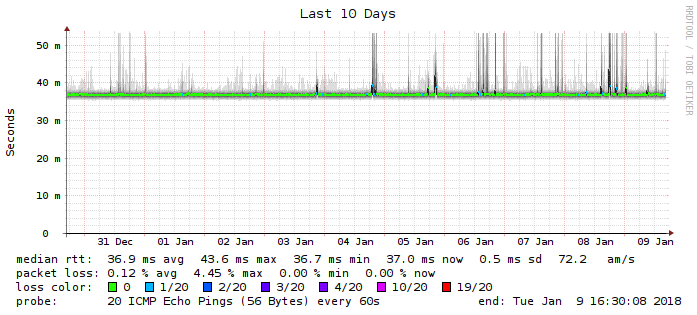 Last 10 Days
RRDTOOL / TOBI OETIKER
Seconds
50 m
40 m
30 m
20 m
10 m
0
31 Dec 01 Jan 02 Jan 03 Jan 04 Jan 05 Jan 06 Jan 07 Jan 08 Jan 09 Jan
median rtt: 36.9 ms avg 43.6 ms max 36.7 ms min 37.0 ms now 0.5 ms sd 72.2 am/s
packet loss: 0.12 % avg 4.45 % max 0.00 % min 0.00 % now
loss color: 0 1/20 2/20 3/20 4/20 10/20 19/20
probe: 20 ICMP Echo Pings (56 Bytes) every 60s end: Tue Jan 9 16:30:08 2018